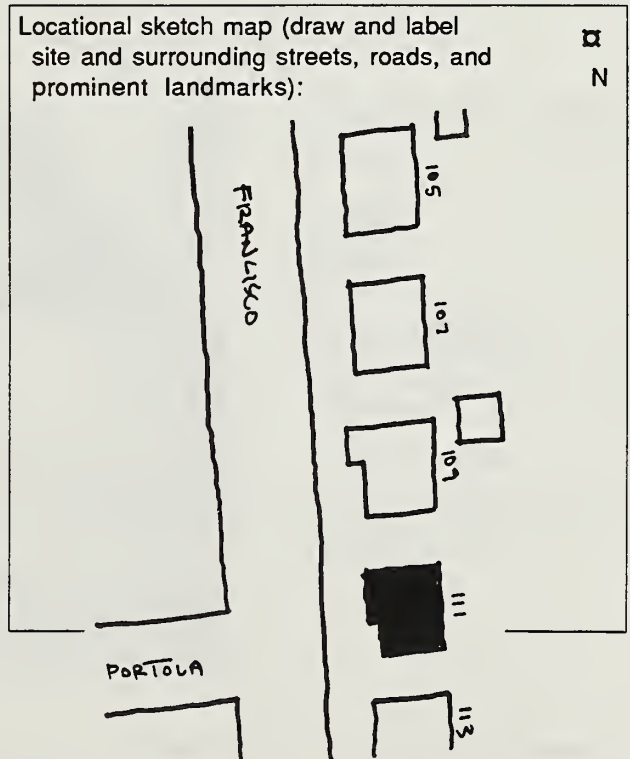 Locational sketch map (draw and label
site and surrounding streets, roads, and
prominent landmarks):
¤
N
105
FRANCISCO
107
109
111
PORTOLA
113